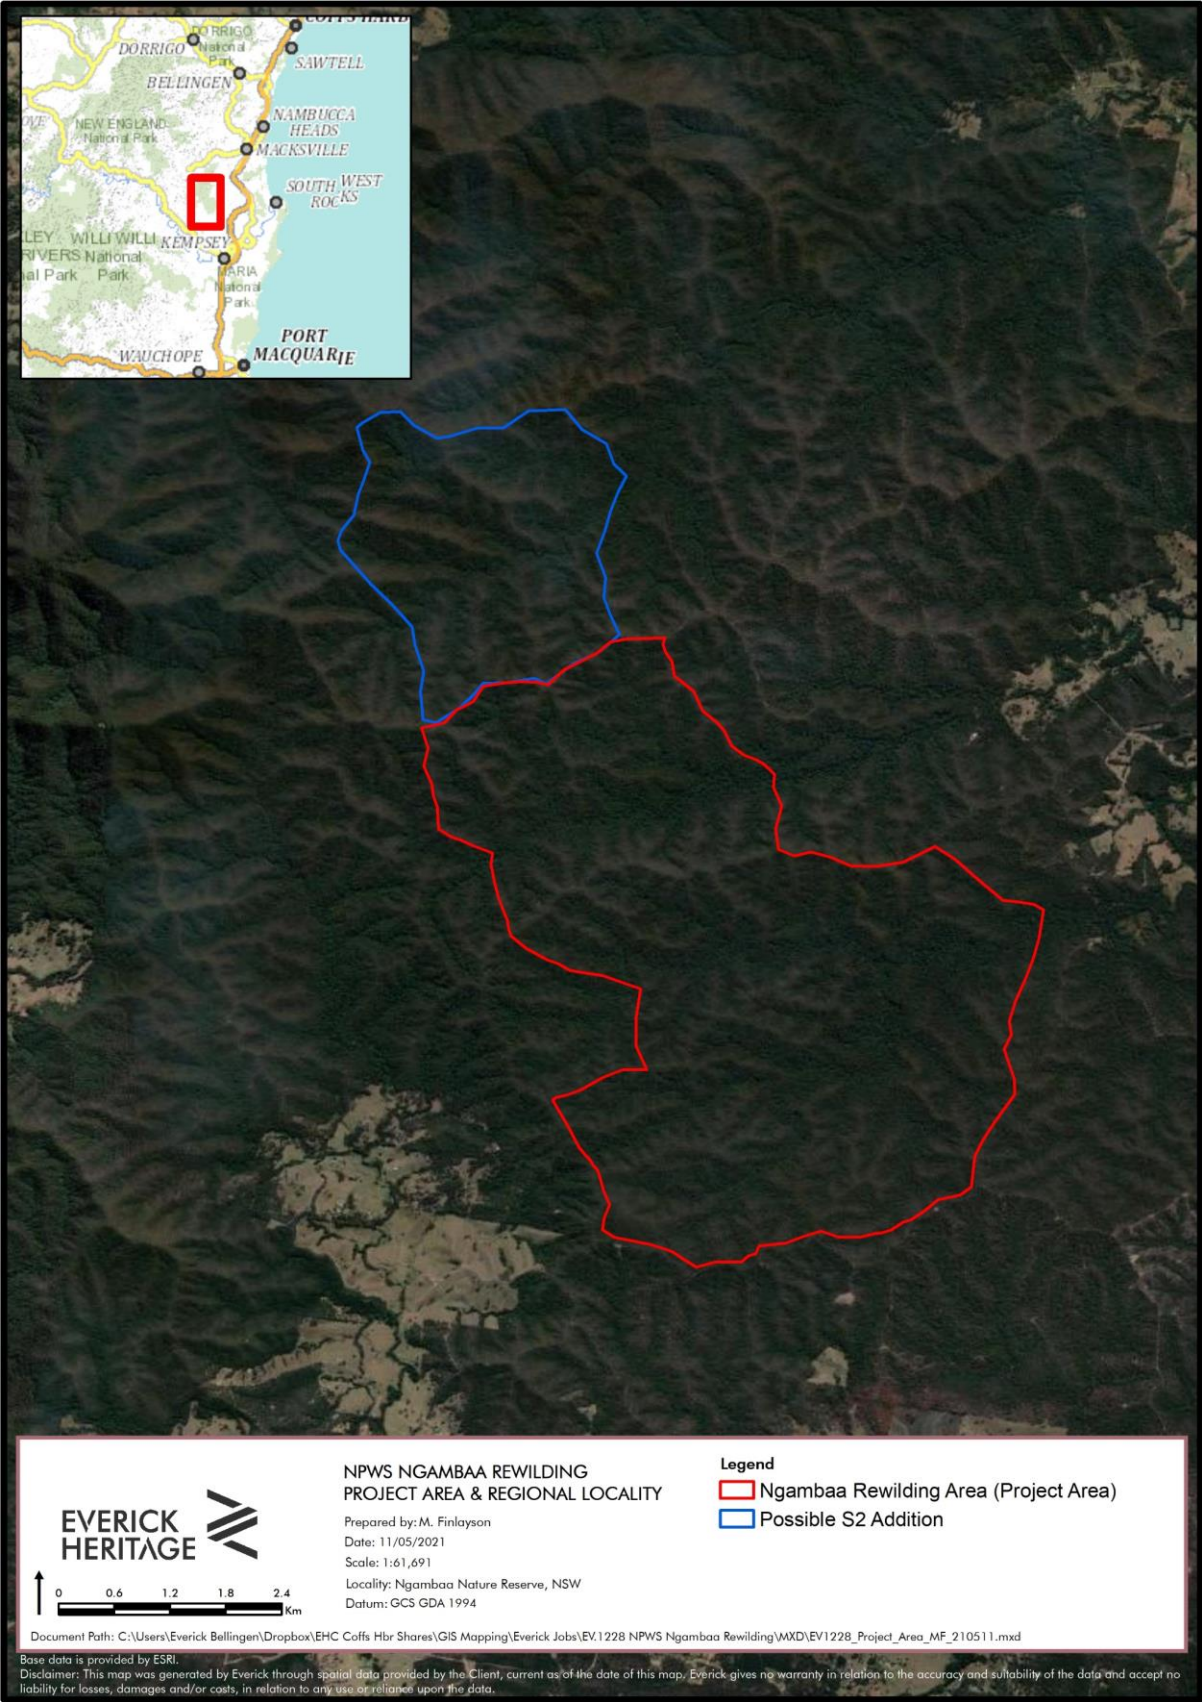 COFFS HARB
DORRIGO
National
Park
DORRIGO
SAWTELL
BELLINGEN
NEW ENGLAND
National Park
NAMBUCCA
HEADS
MACKSVILLE
SOUTH WEST
ROCKS
LEY
RIVERS
al Park
WILLI WILLI
National
Park
KEMPSEY
MARIA
National
Park
PORT
MACQUARIE
WAUCHOPE
EVERICK
HERITAGE
0 0.6 1.2 1.8 2.4
Km
NPWS NGAMBAA REWILDING
PROJECT AREA & REGIONAL LOCALITY
Prepared by: M. Finlayson
Date: 11/05/2021
Scale: 1:61,691
Locality: Ngambaa Nature Reserve, NSW
Datum: GCS GDA 1994
Legend
Ngambaa Rewilding Area (Project Area)
Possible S2 Addition
Document Path: C:\Users\Everick Bellingen\Dropbox\EHC Coffs Hbr Shares\GIS Mapping\Everick Jobs\EV.1228 NPWS Ngambaa Rewilding\MXD\EV1228_Project_Area_MF_210511.mxd
Base data is provided by ESRI.
Disclaimer: This map was generated by Everick through spatial data provided by the Client, current as of the date of this map. Everick gives no warranty in relation to the accuracy and suitability of the data and accept no
liability for losses, damages and/or costs, in relation to any use or reliance upon the data.